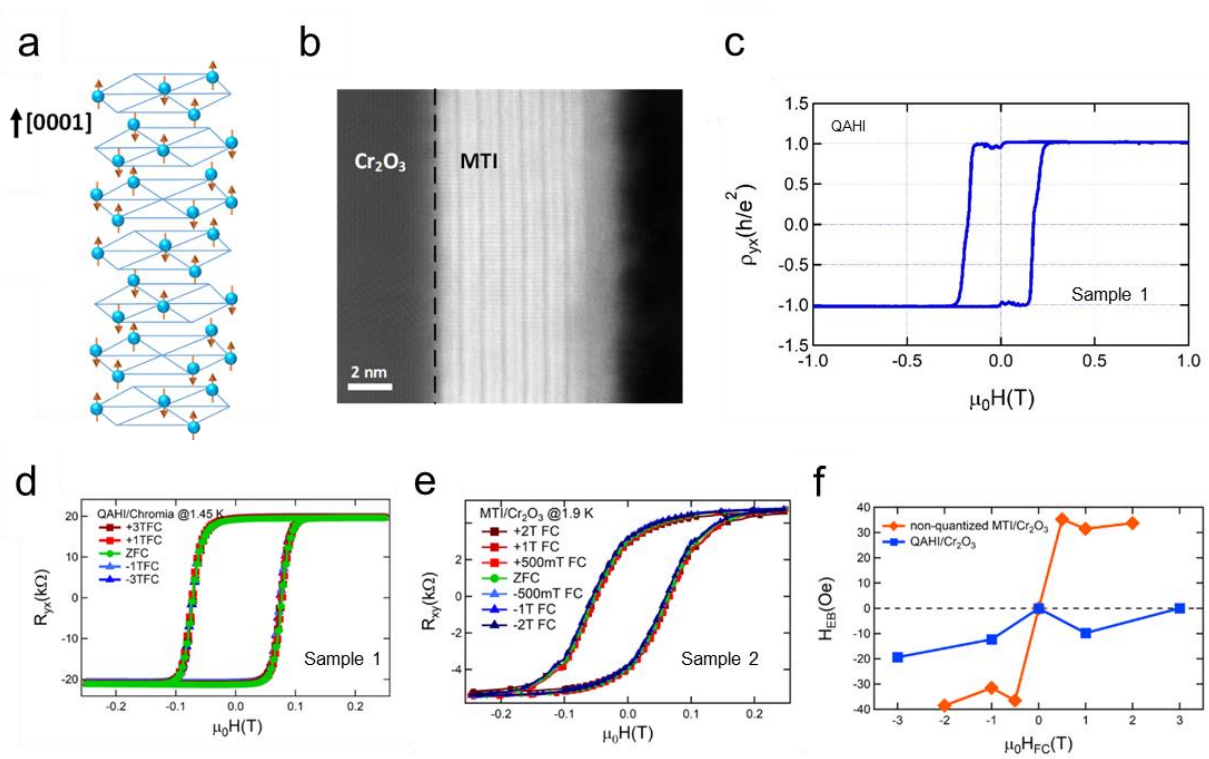 a
[0001]
b
Cr₂O₃
MTI
2 nm
c
1.5
1.0
0.5
0.0
-0.5
-1.0
-1.5
ρyx(h/e²)
QAHI
Sample 1
-1.0
-0.5
0.0
0.5
1.0
μ₀H(T)
d
QAHI/Chromia @1.45 K
+3TFC
+1TFC
ZFC
-1TFC
-3TFC
20
10
0
-10
-20
Ryx(kΩ)
Sample 1
-0.2
-0.1
0.0
0.1
0.2
μ₀H(T)
e
MTI/Cr₂O₃ @1.9 K
+2T FC
+1T FC
+500mT FC
ZFC
-500mT FC
-1T FC
-2T FC
4
2
0
-2
-4
Rxy(kΩ)
Sample 2
-0.2
-0.1
0.0
0.1
0.2
μ₀H(T)
f
40
30
20
10
0
-10
-20
-30
-40
HEB(Oe)
non-quantized MTI/Cr₂O₃
QAHI/Cr₂O₃
-3
-2
-1
0
1
2
3
μ₀HFC(T)